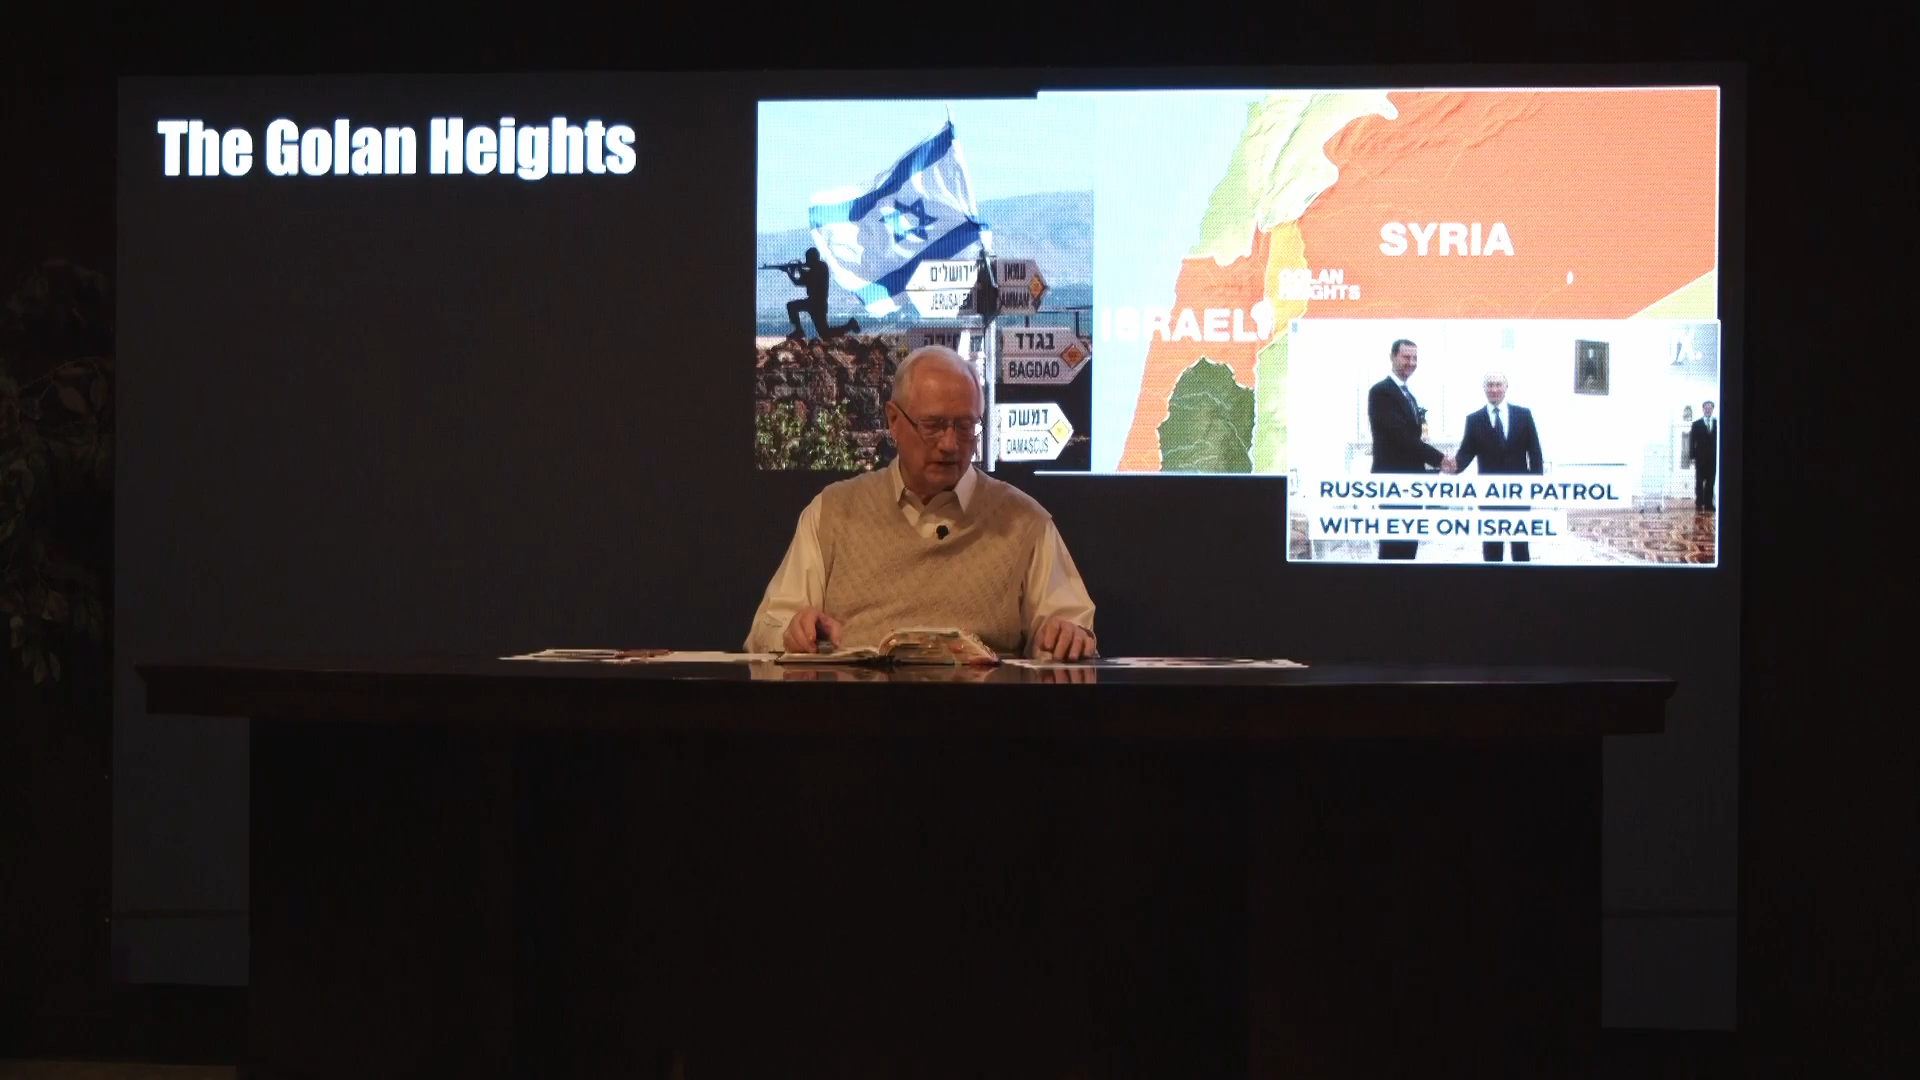 The Golan Heights
ירושלים
JERUSALEM
עמאן
AMMAN
בגדד
BAGDAD
דמשק
DAMASCUS
SYRIA
GOLAN
HEIGHTS
ISRAEL
RUSSIA-SYRIA AIR PATROL
WITH EYE ON ISRAEL